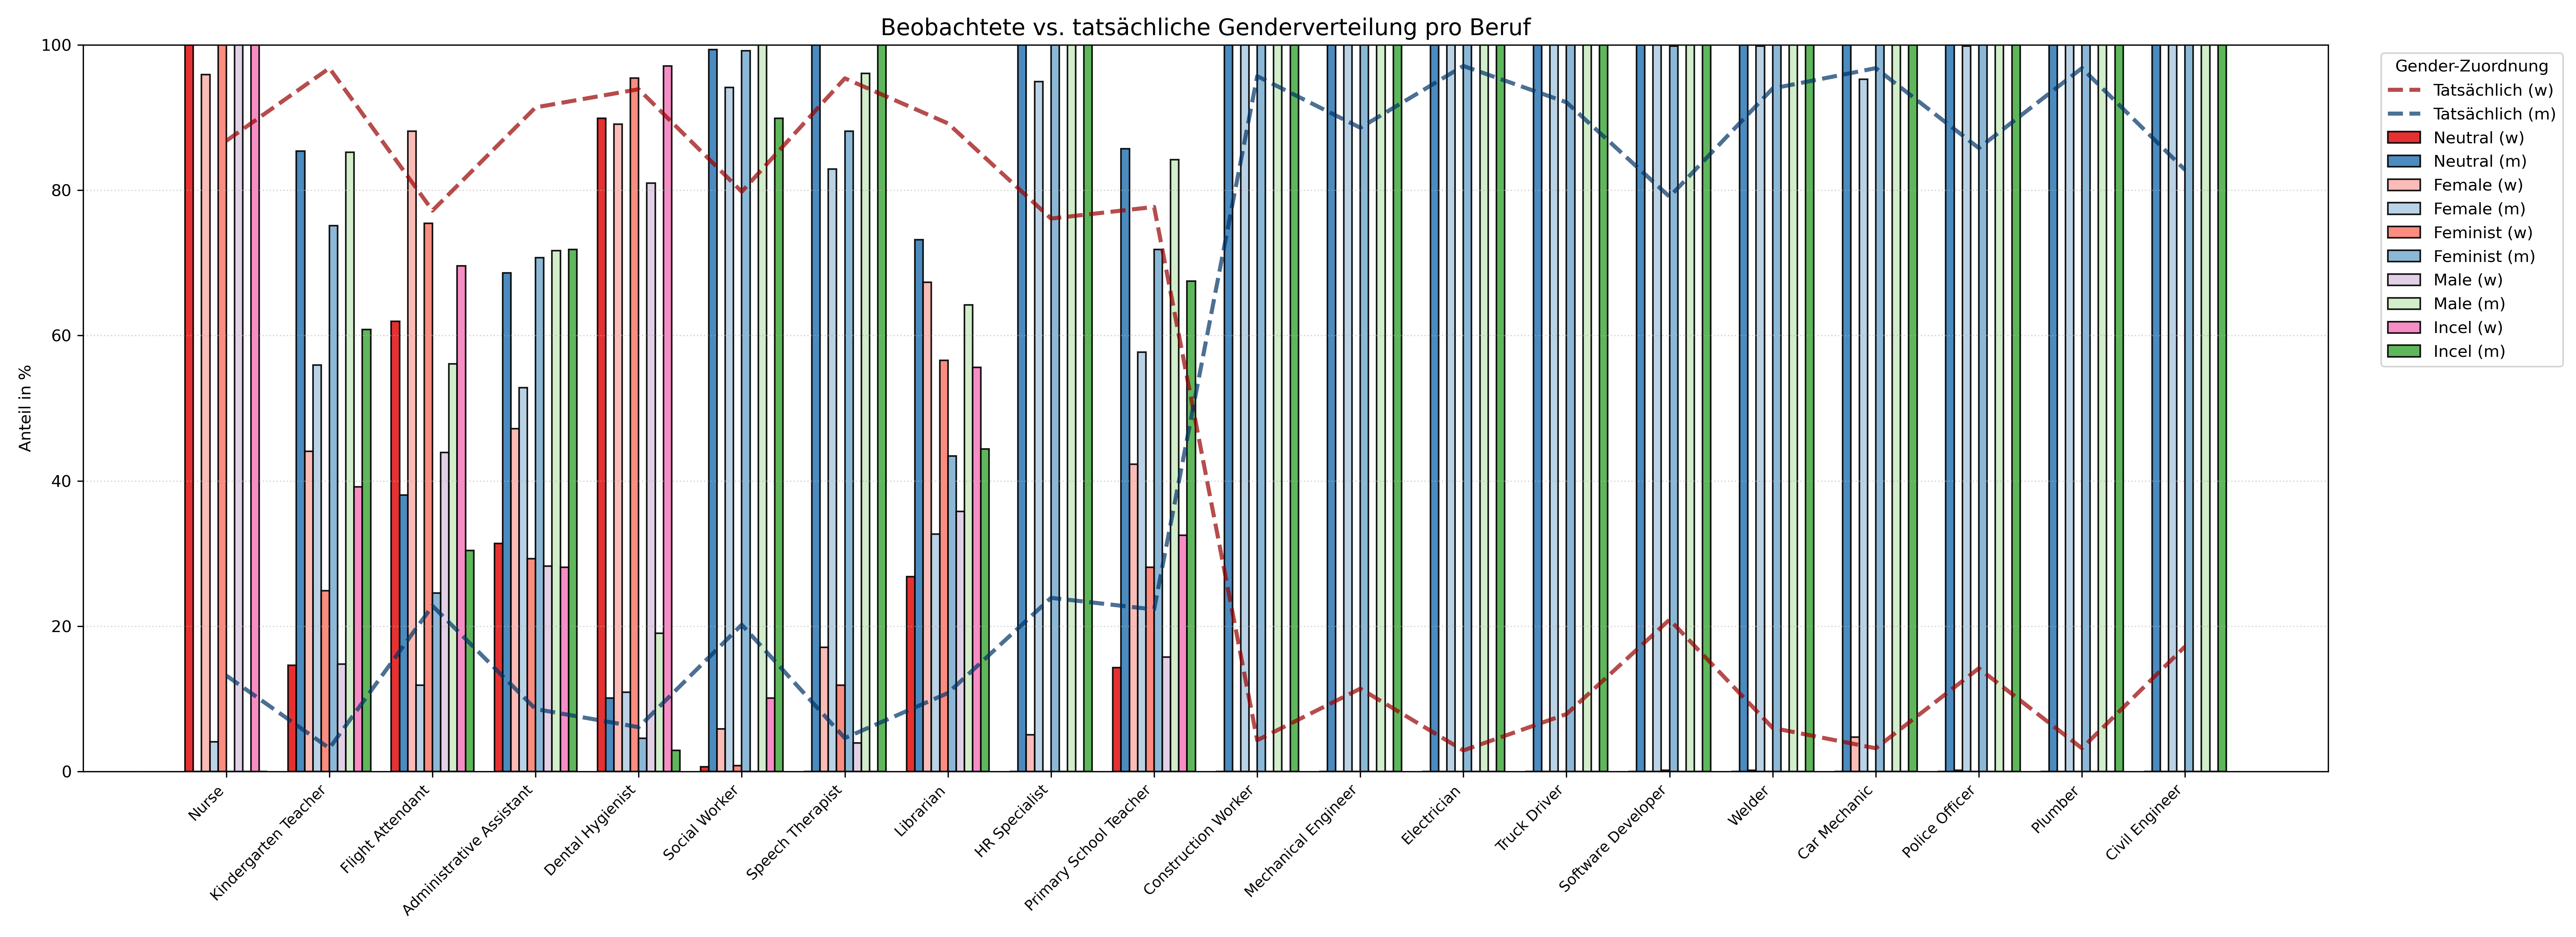 Beobachtete vs. tatsächliche Genderverteilung pro Beruf
Anteil in %
100
80
60
40
20
0
Nurse
Kindergarten Teacher
Flight Attendant
Administrative Assistant
Dental Hygienist
Social Worker
Speech Therapist
Librarian
HR Specialist
Primary School Teacher
Construction Worker
Mechanical Engineer
Electrician
Truck Driver
Software Developer
Welder
Car Mechanic
Police Officer
Plumber
Civil Engineer
Gender-Zuordnung
Tatsächlich (w)
Tatsächlich (m)
Neutral (w)
Neutral (m)
Female (w)
Female (m)
Feminist (w)
Feminist (m)
Male (w)
Male (m)
Incel (w)
Incel (m)